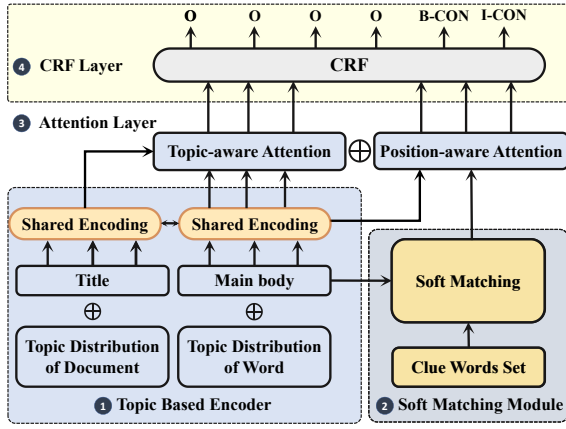 O O O O B-CON I-CON
4 CRF Layer
CRF
3 Attention Layer
Topic-aware Attention
Position-aware Attention
Shared Encoding
Shared Encoding
Title
Main body
Soft Matching
Topic Distribution
of Document
Topic Distribution
of Word
Clue Words Set
1 Topic Based Encoder
2 Soft Matching Module